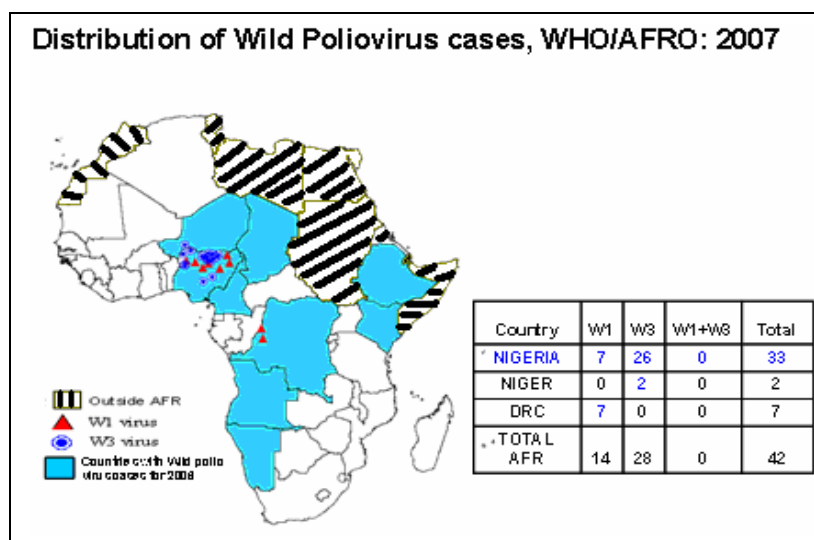 Distribution of Wild Poliovirus cases, WHO/AFRO: 2007
Country W1 W3 W1+W3 Total
NIGERIA 7 26 0 33
NIGER 0 2 0 2
DRC 7 0 0 7
TOTAL
AFR 14 28 0 42
Outside AFR
W1 virus
W3 virus
Countries with Wild polio
virus cases for